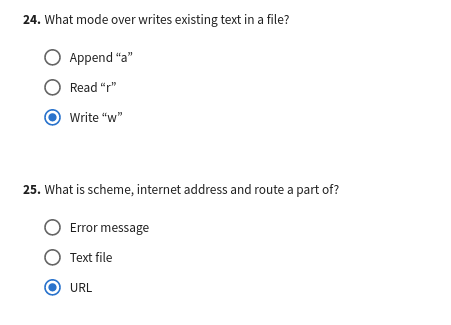 24. What mode over writes existing text in a file?
Append “a”
Read “r”
Write “w”
25. What is scheme, internet address and route a part of?
Error message
Text file
URL